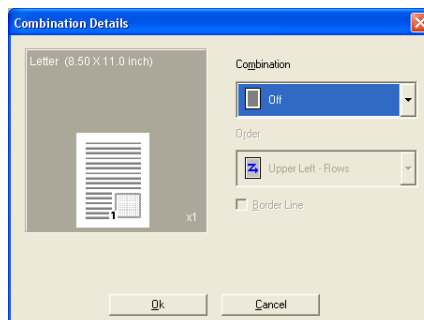 Combination Details
Letter (8.50 X 11.0 inch)
1
x1
Combination
Off
Order
Upper Left - Rows
Border Line
Ok
Cancel